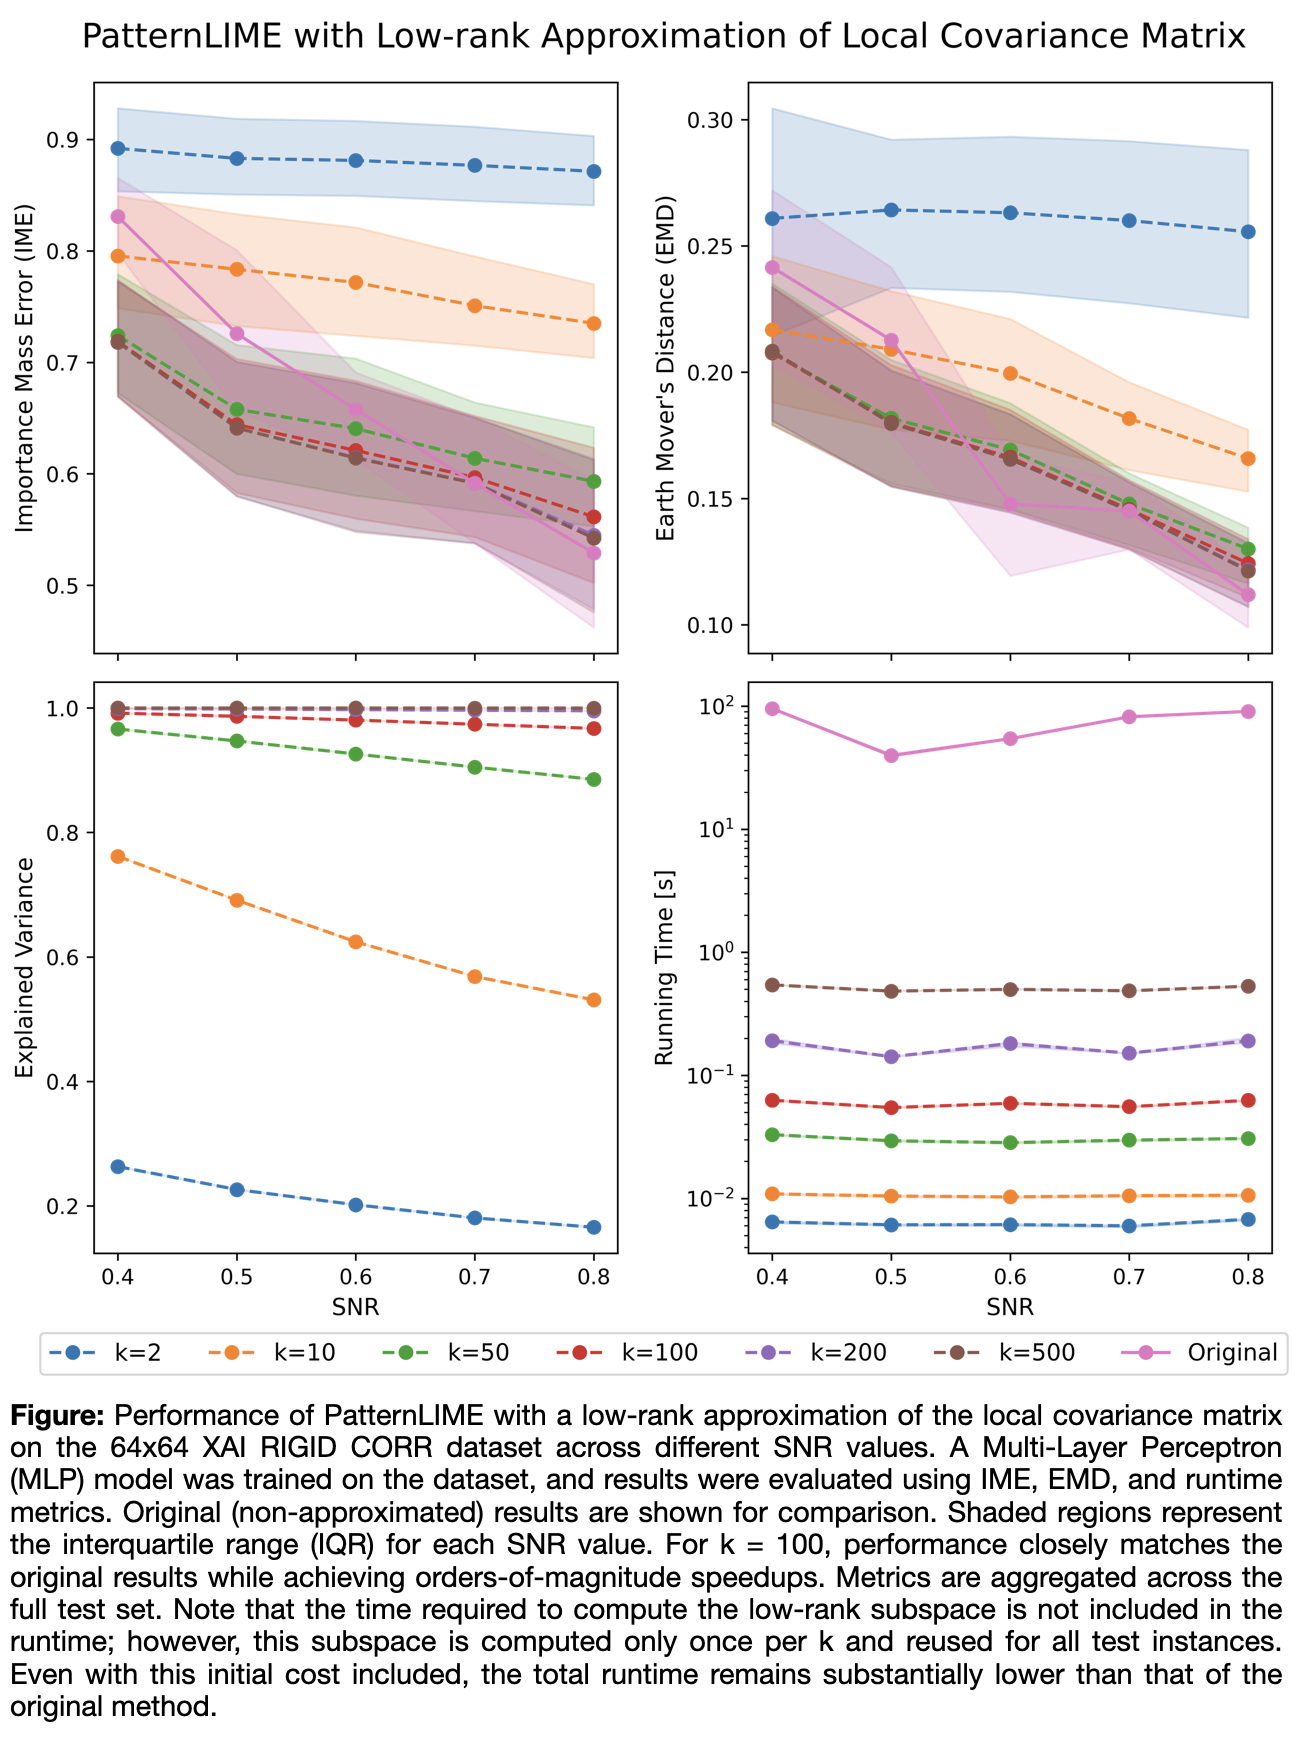 PatternLIME with Low-rank Approximation of Local Covariance Matrix
Importance Mass Error (IME)
0.9
0.8
0.7
0.6
0.5
Earth Mover's Distance (EMD)
0.30
0.25
0.20
0.15
0.10
Explained Variance
1.0
0.8
0.6
0.4
0.2
0.4 0.5 0.6 0.7 0.8
SNR
Running Time [s]
10²
10¹
10⁰
10⁻¹
10⁻²
0.4 0.5 0.6 0.7 0.8
SNR
k=2 k=10 k=50 k=100 k=200 k=500 Original
Figure: Performance of PatternLIME with a low-rank approximation of the local covariance matrix
on the 64x64 XAI RIGID CORR dataset across different SNR values. A Multi-Layer Perceptron
(MLP) model was trained on the dataset, and results were evaluated using IME, EMD, and runtime
metrics. Original (non-approximated) results are shown for comparison. Shaded regions represent
the interquartile range (IQR) for each SNR value. For k = 100, performance closely matches the
original results while achieving orders-of-magnitude speedups. Metrics are aggregated across the
full test set. Note that the time required to compute the low-rank subspace is not included in the
runtime; however, this subspace is computed only once per k and reused for all test instances.
Even with this initial cost included, the total runtime remains substantially lower than that of the
original method.